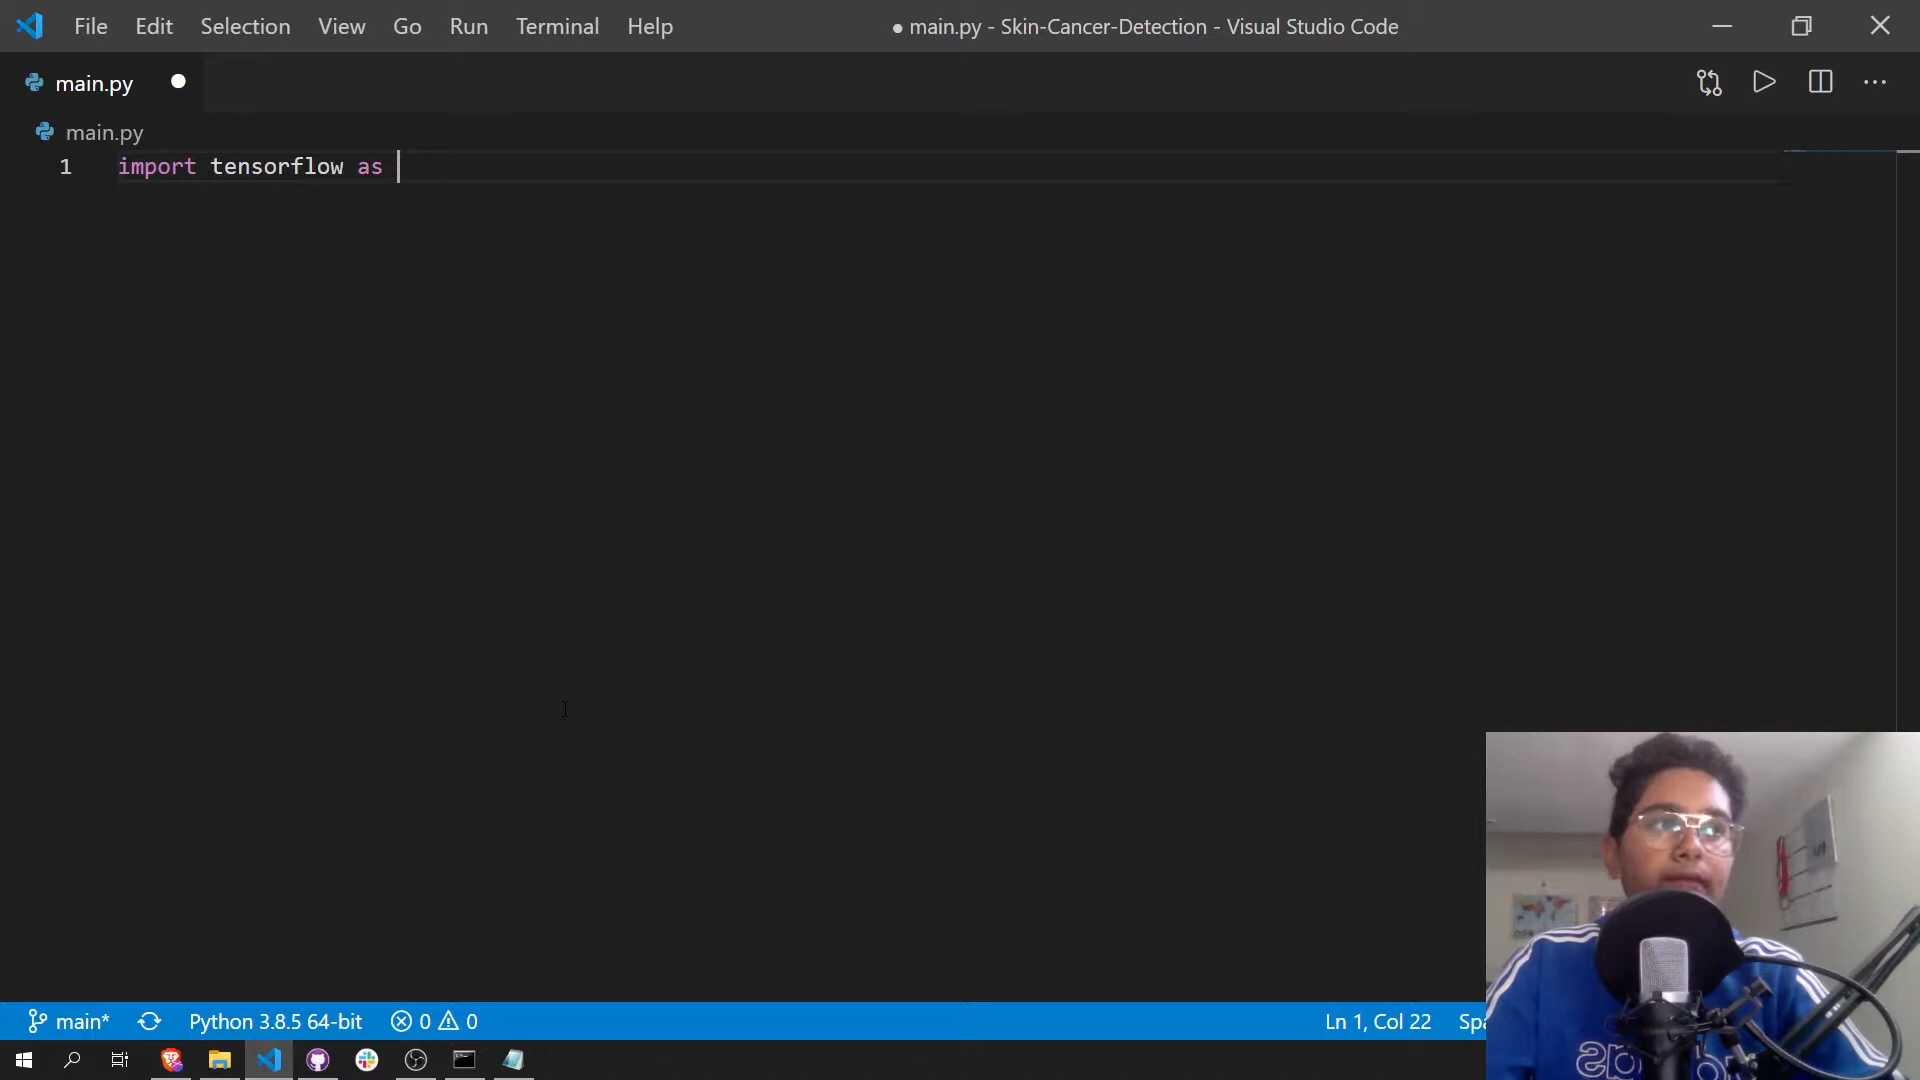 File Edit Selection View Go Run Terminal Help
● main.py - Skin-Cancer-Detection - Visual Studio Code
main.py
main.py
1 import tensorflow as
main* Python 3.8.5 64-bit 0 0 Ln 1, Col 22 Spa